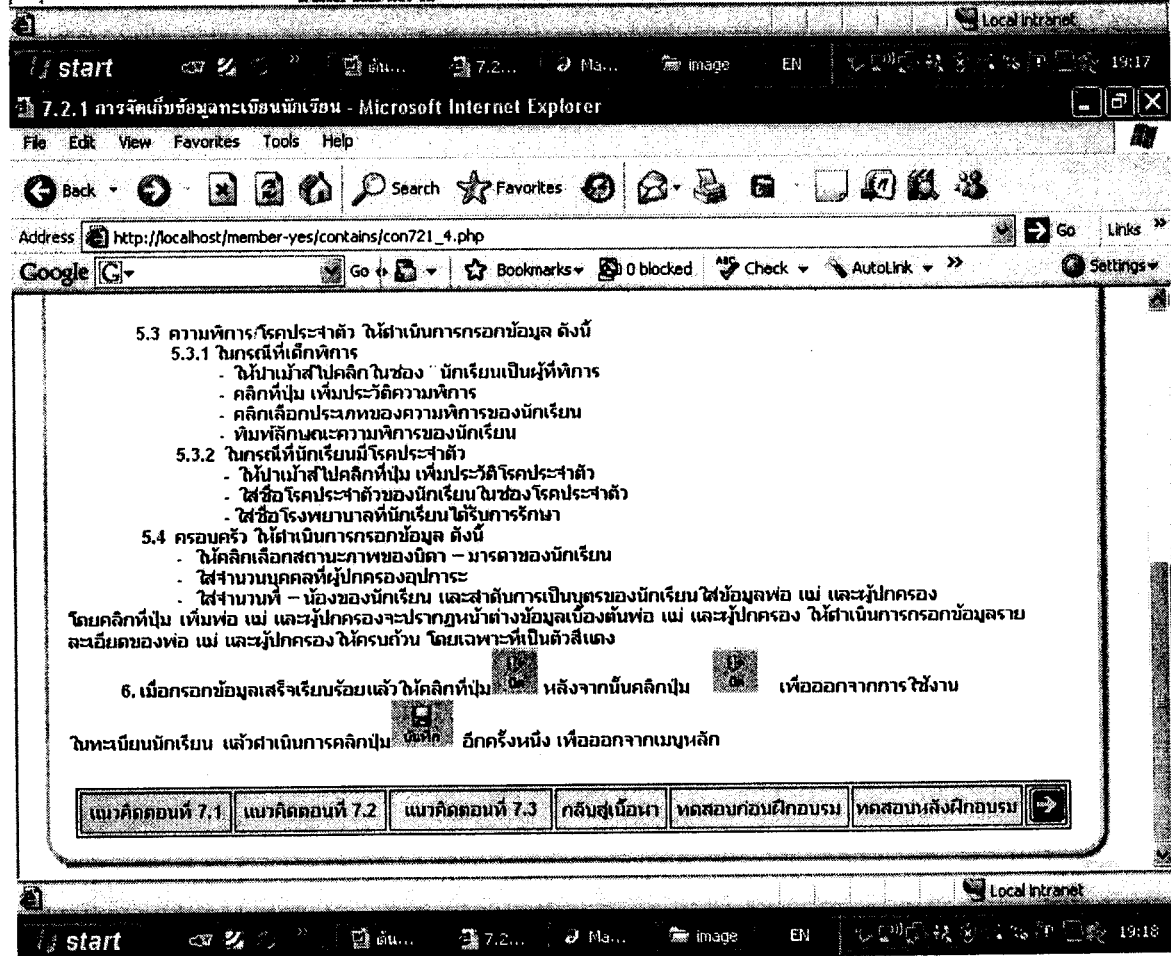 Local intranet
start
ต้น...
7.2...
Ma...
image
EN
19:17
7.2.1 การจัดเก็บข้อมูลทะเบียนนักเรียน - Microsoft Internet Explorer
File Edit View Favorites Tools Help
Back Search Favorites
Address http://localhost/member-yes/contains/con721_4.php Go Links »
Google G Go Bookmarks 0 blocked Check AutoLink » Settings
5.3 ความพิการ/โรคประจำตัว ให้ดำเนินการกรอกข้อมูล ดังนี้
5.3.1 ในกรณีที่เด็กพิการ
- ให้นำเม้าส์ไปคลิกในช่อง ¨ นักเรียนเป็นผู้ที่พิการ
- คลิกที่ปุ่ม เพิ่มประวัติความพิการ
- คลิกเลือกประเภทของความพิการของนักเรียน
- พิมพ์ลักษณะความพิการของนักเรียน
5.3.2 ในกรณีที่นักเรียนมีโรคประจำตัว
- ให้นำเม้าส์ไปคลิกที่ปุ่ม เพิ่มประวัติโรคประจำตัว
- ใส่ชื่อโรคประจำตัวของนักเรียนในช่องโรคประจำตัว
- ใส่ชื่อโรงพยาบาลที่นักเรียนได้รับการรักษา
5.4 ครอบครัว ให้ดำเนินการกรอกข้อมูล ดังนี้
- ให้คลิกเลือกสถานะภาพของบิดา – มารดาของนักเรียน
- ใส่จำนวนบุคคลที่ผู้ปกครองอุปการะ
- ใส่จำนวนพี่ – น้องของนักเรียน และลำดับการเป็นบุตรของนักเรียนใส่ข้อมูลพ่อ แม่ และผู้ปกครอง
โดยคลิกที่ปุ่ม เพิ่มพ่อ แม่ และผู้ปกครองจะปรากฏหน้าต่างข้อมูลเบื้องต้นพ่อ แม่ และผู้ปกครอง ให้ดำเนินการกรอกข้อมูลราย
ละเอียดของพ่อ แม่ และผู้ปกครองให้ครบถ้วน โดยเฉพาะที่เป็นตัวสีแดง
6. เมื่อกรอกข้อมูลเสร็จเรียบร้อยแล้วให้คลิกที่ปุ่ม หลังจากนั้นคลิกปุ่ม เพื่อออกจากการใช้งาน
ในทะเบียนนักเรียน แล้วดำเนินการคลิกปุ่ม บันทึก อีกครั้งหนึ่ง เพื่อออกจากเมนูหลัก
แนวคิดตอนที่ 7.1 แนวคิดตอนที่ 7.2 แนวคิดตอนที่ 7.3 กลับสู่เนื้อหา ทดสอบก่อนฝึกอบรม ทดสอบหลังฝึกอบรม
Local intranet
start
ต้น...
7.2...
Ma...
image
EN
19:18